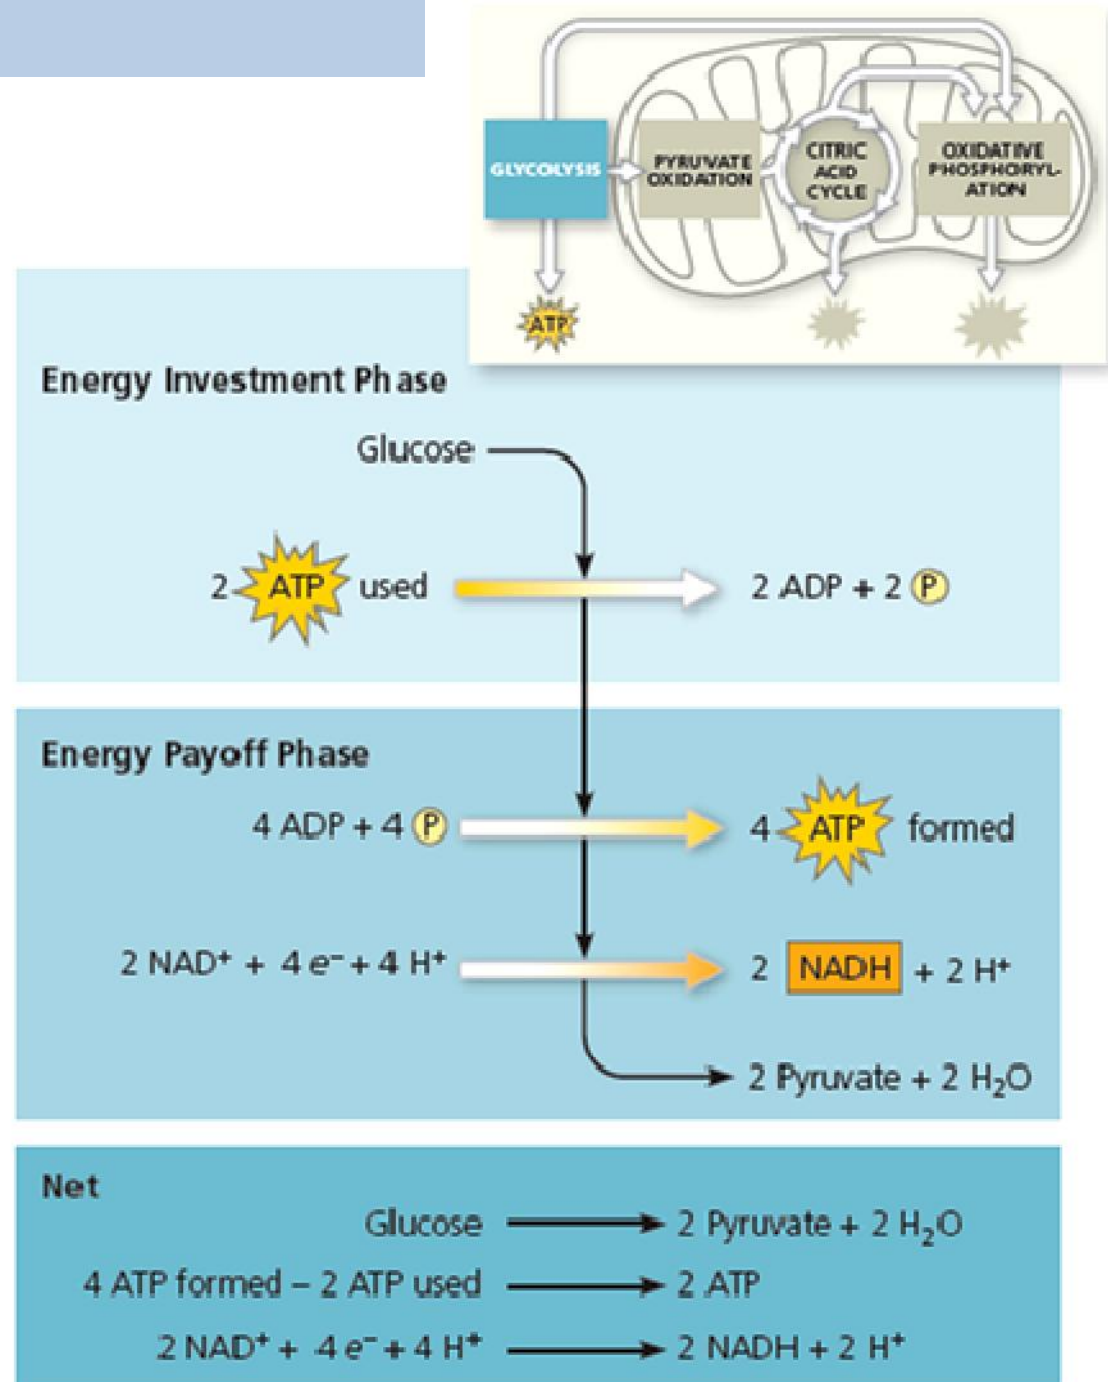 GLYCOLYSIS
PYRUVATE
OXIDATION
CITRIC
ACID
CYCLE
OXIDATIVE
PHOSPHORYL-
ATION
ATP
Energy Investment Phase
Glucose
2 ATP used
2 ADP + 2 P
Energy Payoff Phase
4 ADP + 4 P
4 ATP formed
2 NAD⁺ + 4 e⁻ + 4 H⁺
2 NADH + 2 H⁺
2 Pyruvate + 2 H₂O
Net
Glucose → 2 Pyruvate + 2 H₂O
4 ATP formed – 2 ATP used → 2 ATP
2 NAD⁺ + 4 e⁻ + 4 H⁺ → 2 NADH + 2 H⁺